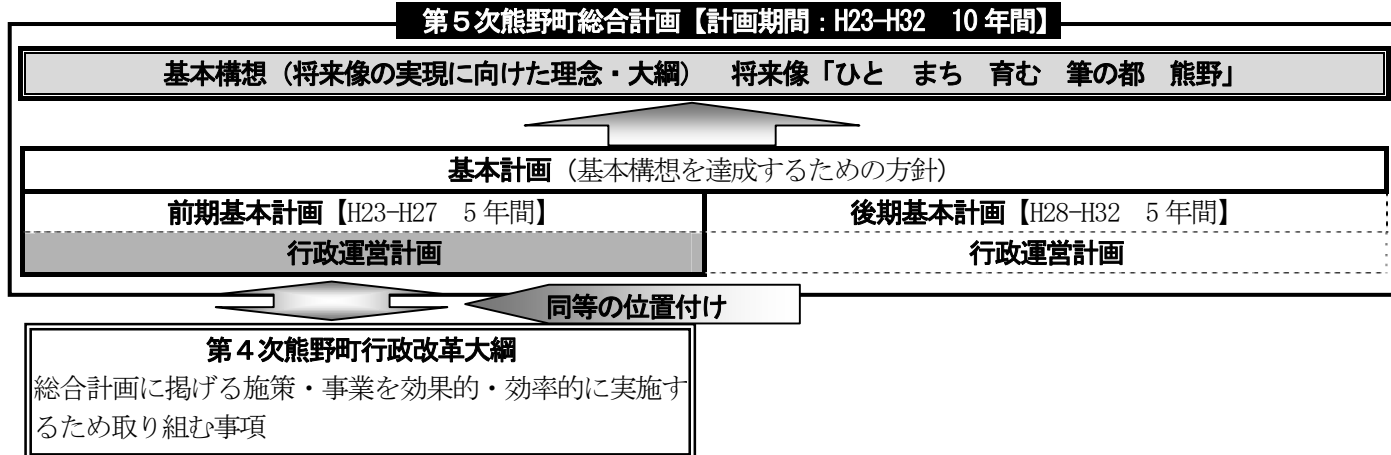 第５次熊野町総合計画【計画期間：H23-H32　10 年間】
基本構想（将来像の実現に向けた理念・大綱）　将来像「ひと　まち　育む　筆の都　熊野」
基本計画（基本構想を達成するための方針）
前期基本計画【H23-H27　5 年間】
後期基本計画【H28-H32　5 年間】
行政運営計画
行政運営計画
同等の位置付け
第４次熊野町行政改革大綱
総合計画に掲げる施策・事業を効果的・効率的に実施す
るため取り組む事項